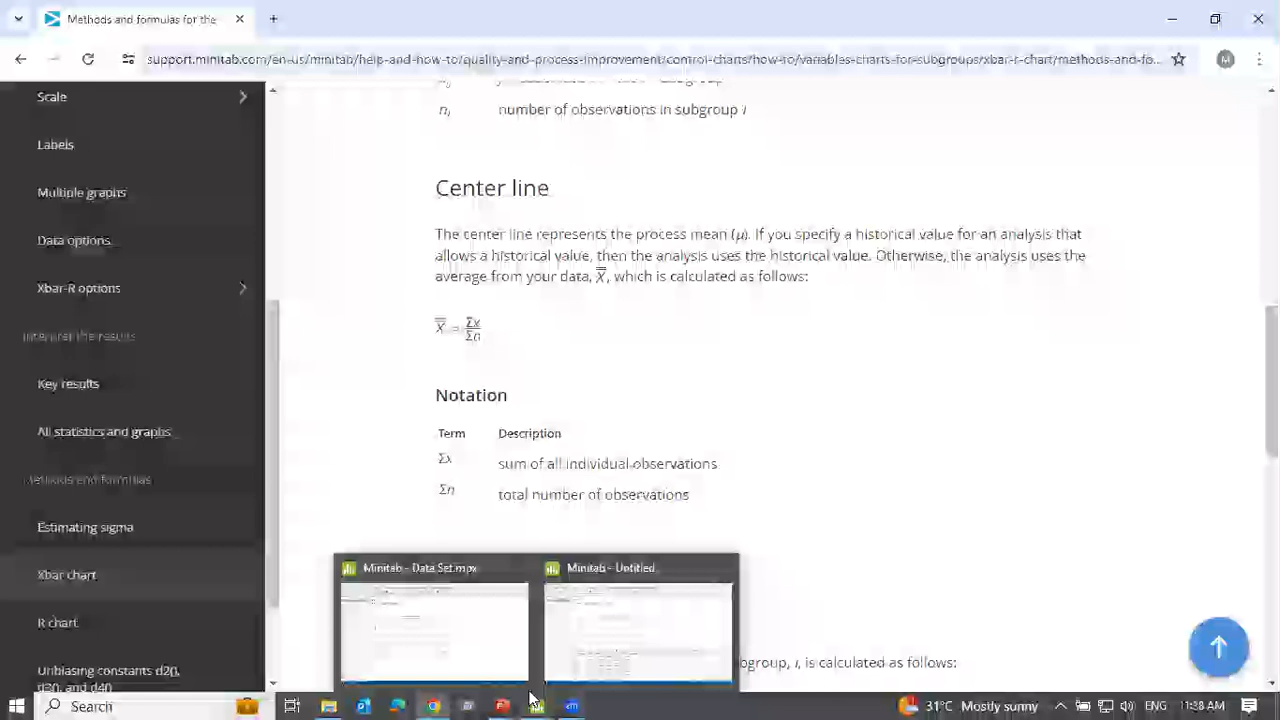 Methods and formulas for the
support.minitab.com/en-us/minitab/help-and-how-to/quality-and-process-improvement/control-charts/how-to/variables-charts-for-subgroups/xbar-r-chart/methods-and-fo...
M
Scale
Labels
Multiple graphs
Data options
Xbar-R options
Interpret the results
Key results
All statistics and graphs
Methods and formulas
Estimating sigma
Xbar chart
R chart
Unbiasing constants d2(),
d3(), and d4()
number of observations in subgroup i
Center line
The center line represents the process mean (μ). If you specify a historical value for an analysis that
allows a historical value, then the analysis uses the historical value. Otherwise, the analysis uses the
average from your data, X̿, which is calculated as follows:
X̿ = Σx / Σn
Notation
Term Description
Σx sum of all individual observations
Σn total number of observations
Minitab - Data Set.mpx Minitab - Untitled
bgroup, i, is calculated as follows:
Search
31°C Mostly sunny
ENG
11:38 AM